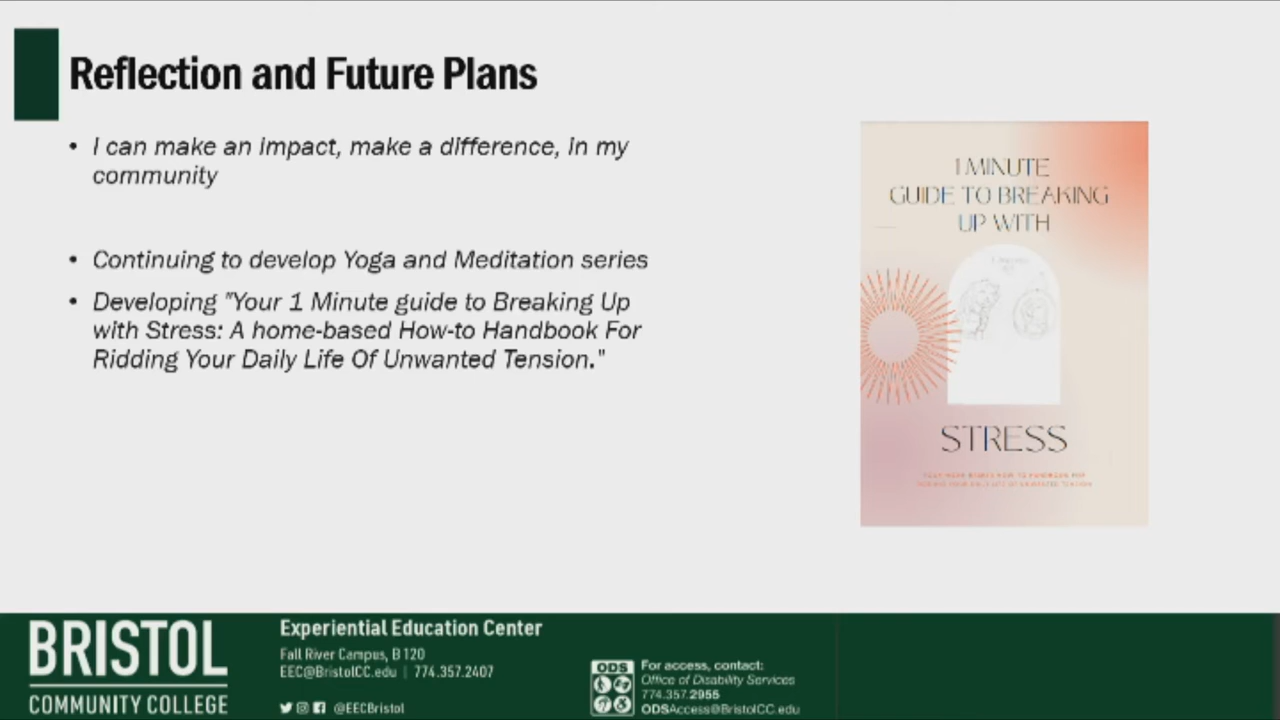 Reflection and Future Plans
• I can make an impact, make a difference, in my
community
• Continuing to develop Yoga and Meditation series
• Developing "Your 1 Minute guide to Breaking Up
with Stress: A home-based How-to Handbook For
Ridding Your Daily Life Of Unwanted Tension."
1 MINUTE
GUIDE TO BREAKING
UP WITH
STRESS
BRISTOL
COMMUNITY COLLEGE
Experiential Education Center
Fall River Campus, B 120
EEC@BristolCC.edu | 774.357.2407
@EECBristol
ODS
For access, contact:
Office of Disability Services
774.357.2955
ODSAccess@BristolCC.edu